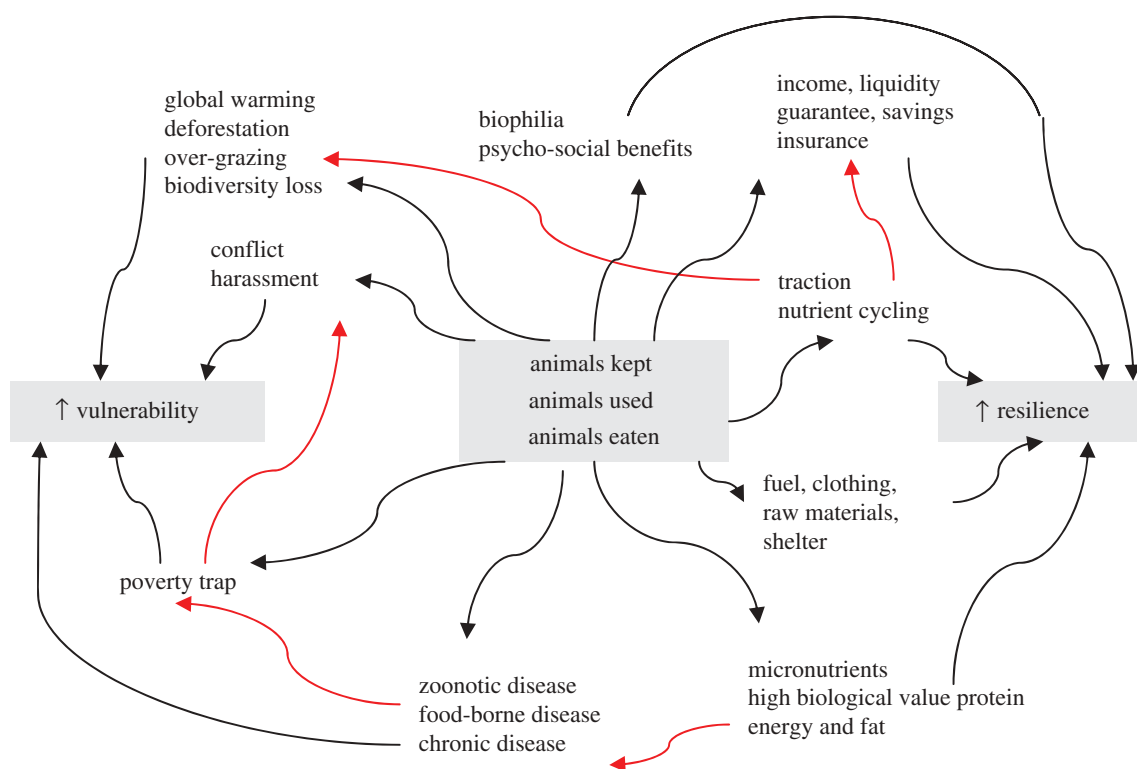 global warming
deforestation
over-grazing
biodiversity loss
biophilia
psycho-social benefits
income, liquidity
guarantee, savings
insurance
conflict
harassment
traction
nutrient cycling
animals kept
animals used
animals eaten
↑ vulnerability
↑ resilience
fuel, clothing,
raw materials,
shelter
poverty trap
zoonotic disease
food-borne disease
chronic disease
micronutrients
high biological value protein
energy and fat